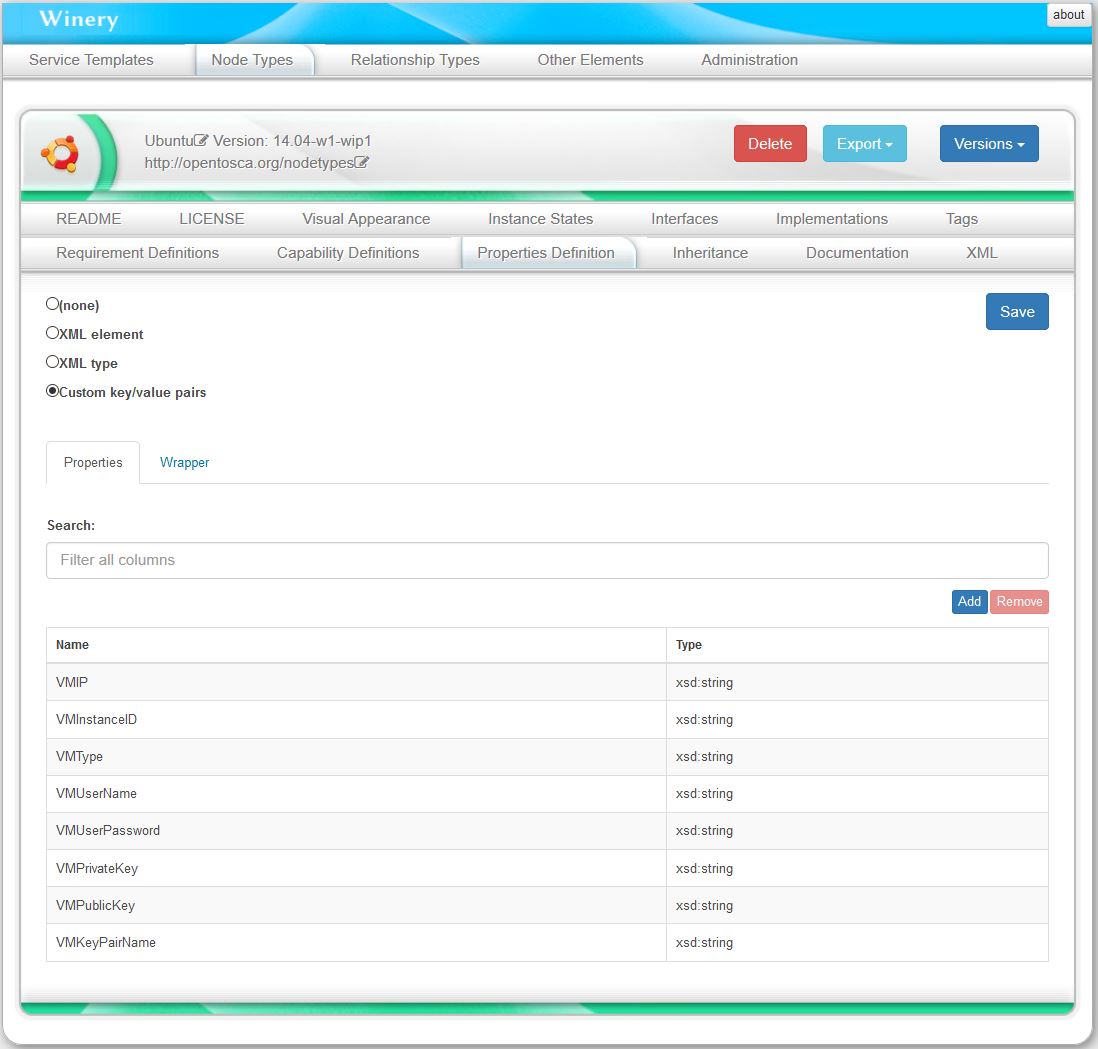 Winery
about
Service Templates Node Types Relationship Types Other Elements Administration
Ubuntu Version: 14.04-w1-wip1
http://opentosca.org/nodetypes
Delete Export Versions
README LICENSE Visual Appearance Instance States Interfaces Implementations Tags
Requirement Definitions Capability Definitions Properties Definition Inheritance Documentation XML
(none)
Save
XML element
XML type
Custom key/value pairs
Properties Wrapper
Search:
Filter all columns
Add Remove
Name Type
VMIP xsd:string
VMInstanceID xsd:string
VMType xsd:string
VMUserName xsd:string
VMUserPassword xsd:string
VMPrivateKey xsd:string
VMPublicKey xsd:string
VMKeyPairName xsd:string